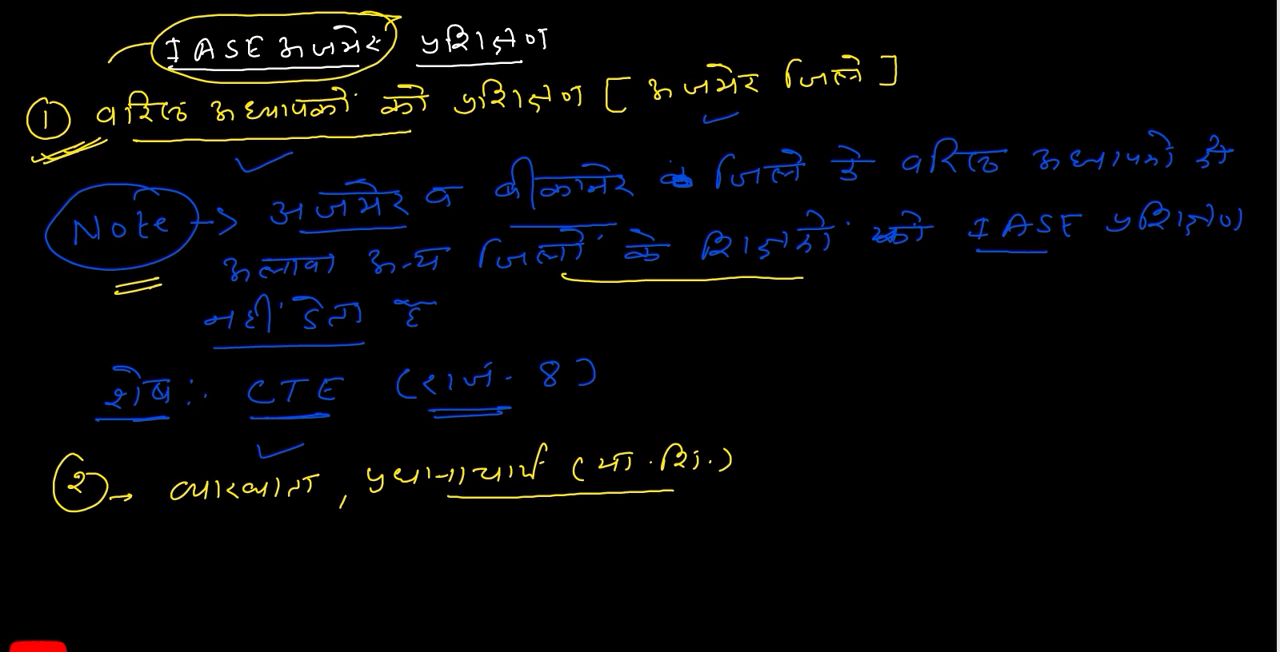 IASE अजमेर प्रशिक्षण
① वरिष्ठ अध्यापकों को प्रशिक्षण [अजमेर जिले]
Note -> अजमेर व बीकानेर जिले के वरिष्ठ अध्यापकों के
अलावा अन्य जिलों के शिक्षकों को IASE प्रशिक्षण
नहीं देता है
शेष :. CTE (राज. 8)
② → व्याख्याता, प्रधानाचार्य (मा. शि.)